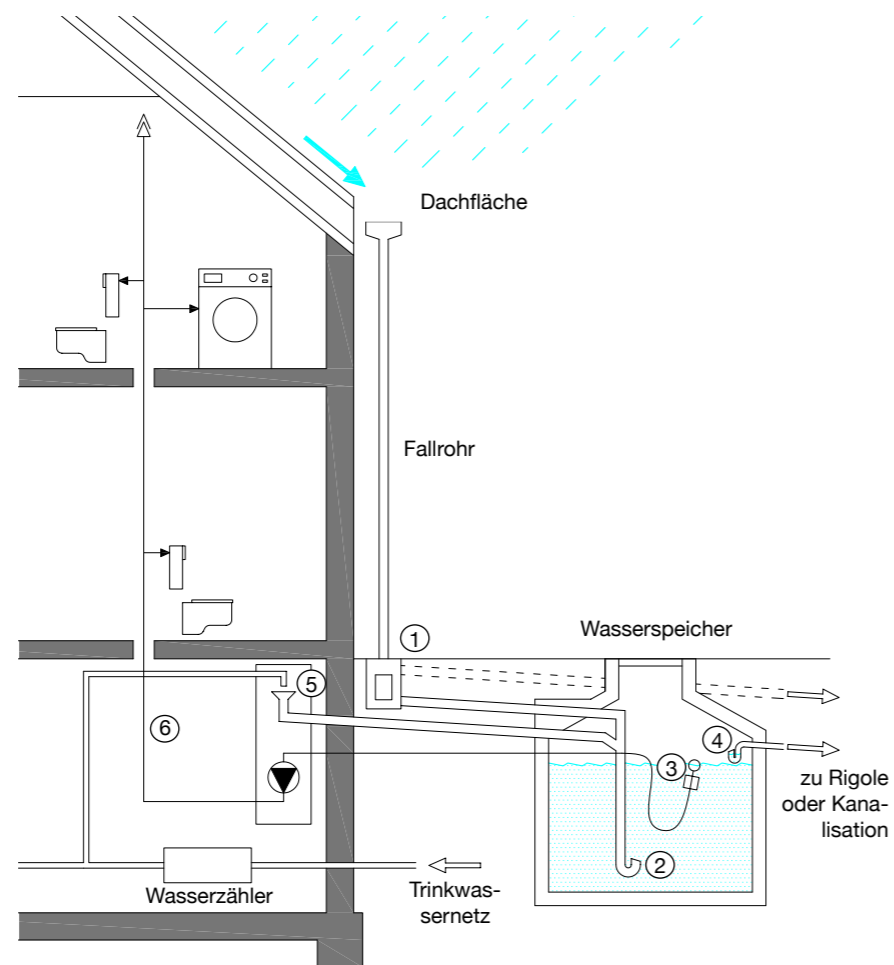 Dachfläche
Fallrohr
1
Wasserspeicher
5
6
4
3
zu Rigole
oder Kana-
lisation
2
Wasserzähler
Trinkwas-
sernetz